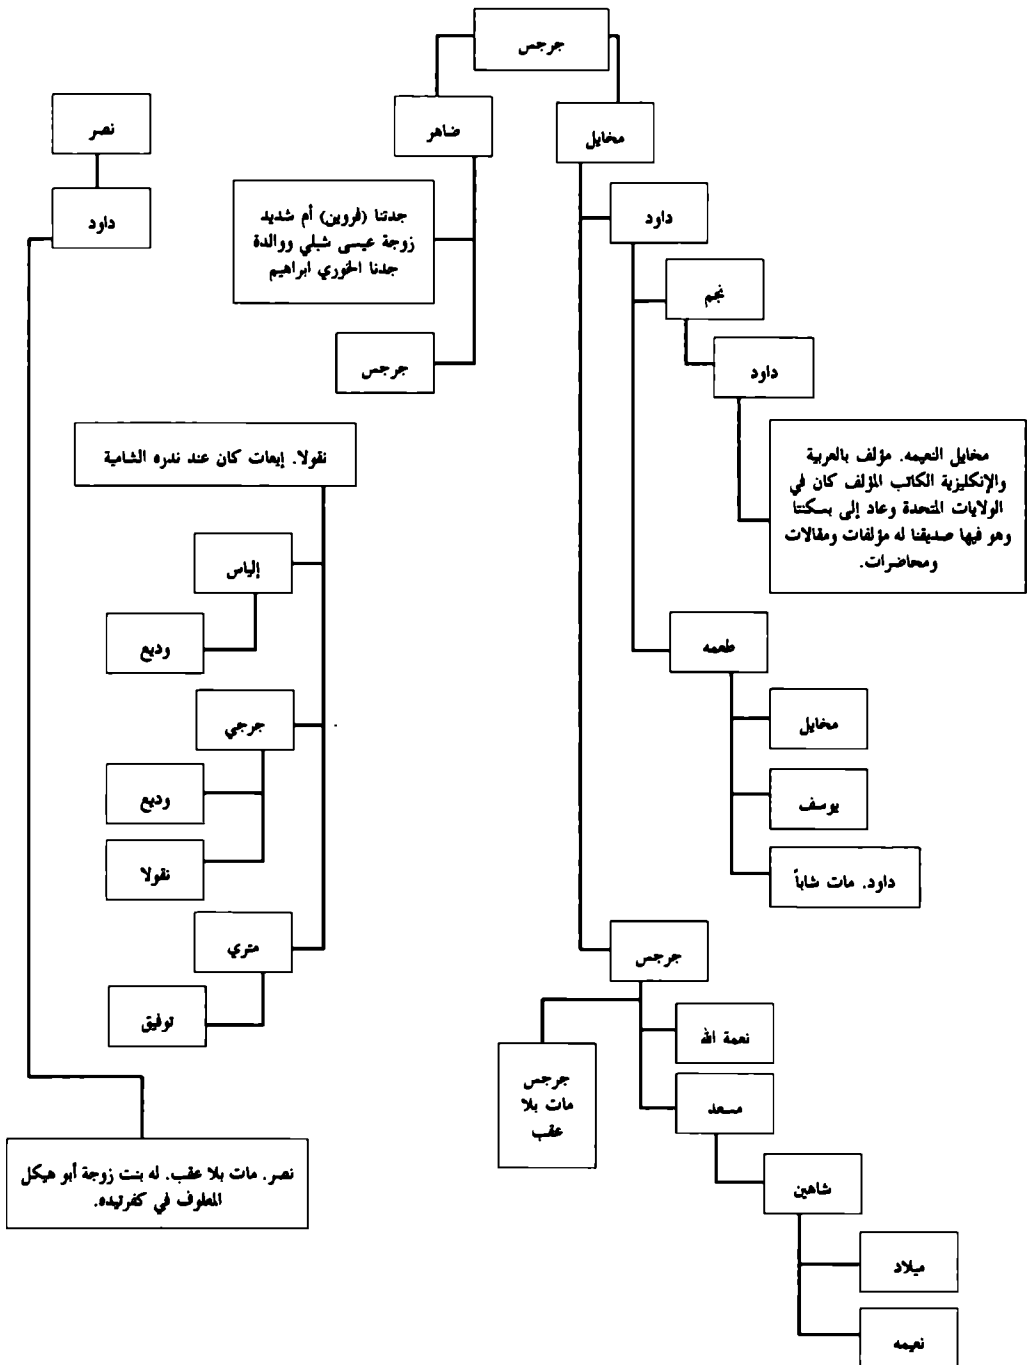 جرجس
نصر
ضاهر
مخايل
داود
داود
جدتنا (فروين) أم شديد
زوجة عيسى شبلي ووالدة
جدنا الخوري ابراهيم
نجم
جرجس
داود
نقولا. إيعات كان عند ندره الشامية
مخايل النعيمه. مؤلف بالعربية
والإنكليزية الكاتب المؤلف كان في
الولايات المتحدة وعاد إلى بسكنتا
وهو فيها صديقنا له مؤلفات ومقالات
ومحاضرات.
إلياس
وديع
طعمه
جرجي
مخايل
وديع
يوسف
نقولا
داود. مات شاباً
متري
جرجس
توفيق
نعمة الله
جرجس
مات بلا
عقب
مسعد
نصر. مات بلا عقب. له بنت زوجة أبو هيكل
المعلوف في كفرتيده.
شاهين
ميلاد
نعيمه